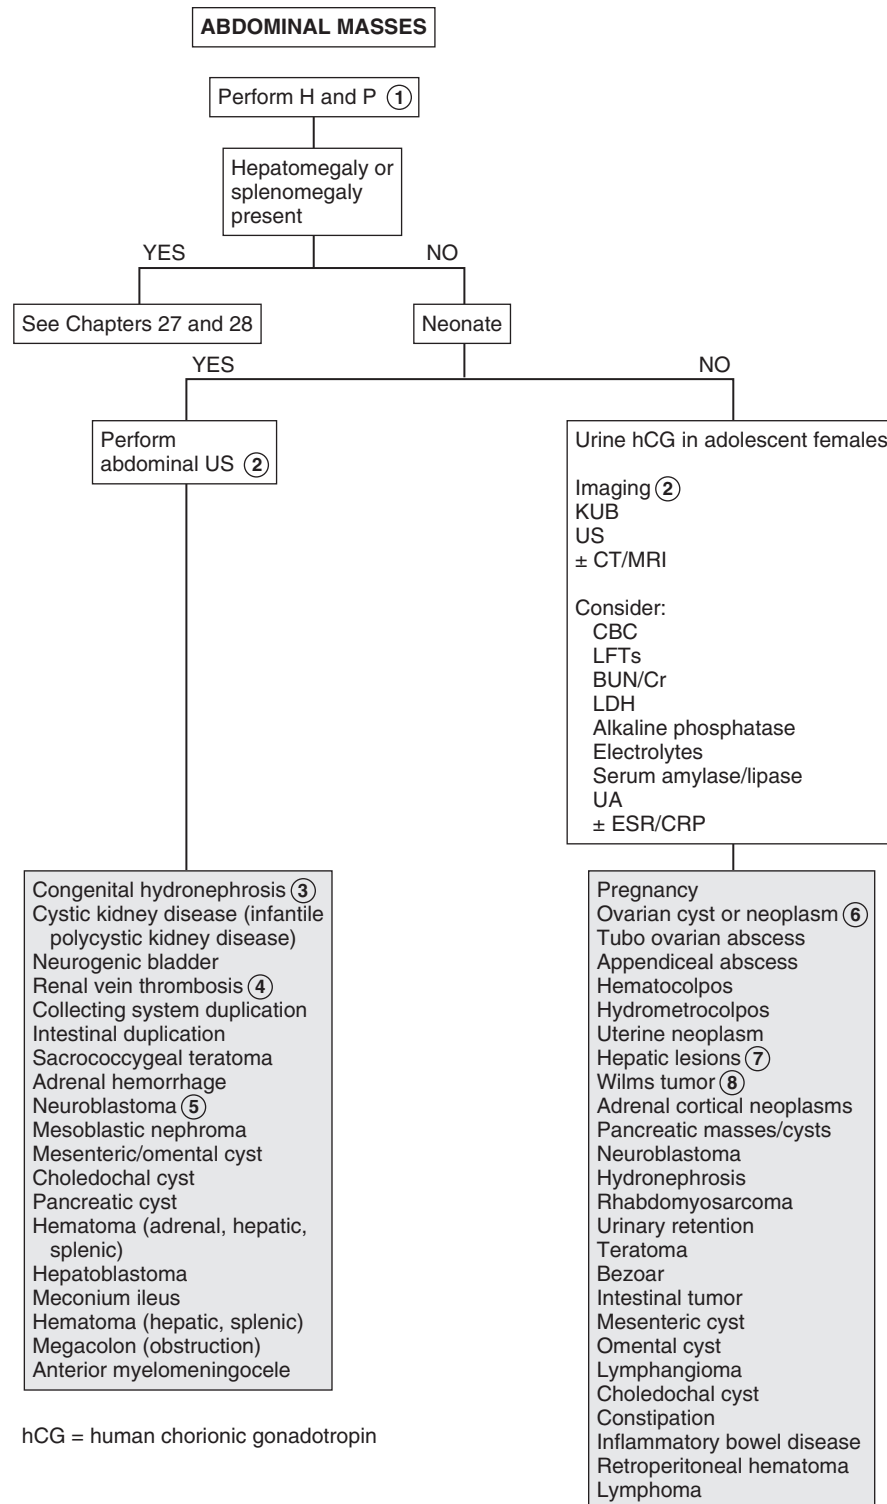 ABDOMINAL MASSES
Perform H and P 1
Hepatomegaly or
splenomegaly
present
YES
NO
See Chapters 27 and 28
Neonate
YES
NO
Perform
abdominal US 2
Urine hCG in adolescent females
Imaging 2
KUB
US
± CT/MRI
Consider:
CBC
LFTs
BUN/Cr
LDH
Alkaline phosphatase
Electrolytes
Serum amylase/lipase
UA
± ESR/CRP
Congenital hydronephrosis 3
Cystic kidney disease (infantile
polycystic kidney disease)
Neurogenic bladder
Renal vein thrombosis 4
Collecting system duplication
Intestinal duplication
Sacrococcygeal teratoma
Adrenal hemorrhage
Neuroblastoma 5
Mesoblastic nephroma
Mesenteric/omental cyst
Choledochal cyst
Pancreatic cyst
Hematoma (adrenal, hepatic,
splenic)
Hepatoblastoma
Meconium ileus
Hematoma (hepatic, splenic)
Megacolon (obstruction)
Anterior myelomeningocele
Pregnancy
Ovarian cyst or neoplasm 6
Tubo ovarian abscess
Appendiceal abscess
Hematocolpos
Hydrometrocolpos
Uterine neoplasm
Hepatic lesions 7
Wilms tumor 8
Adrenal cortical neoplasms
Pancreatic masses/cysts
Neuroblastoma
Hydronephrosis
Rhabdomyosarcoma
Urinary retention
Teratoma
Bezoar
Intestinal tumor
Mesenteric cyst
Omental cyst
Lymphangioma
Choledochal cyst
Constipation
Inflammatory bowel disease
Retroperitoneal hematoma
Lymphoma
hCG = human chorionic gonadotropin